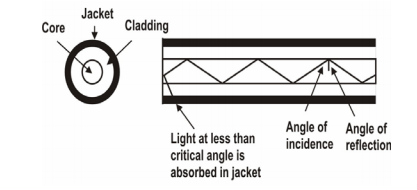 Jacket
Core
Cladding
Light at less than
critical angle is
absorbed in jacket
Angle of
incidence
Angle of
reflection